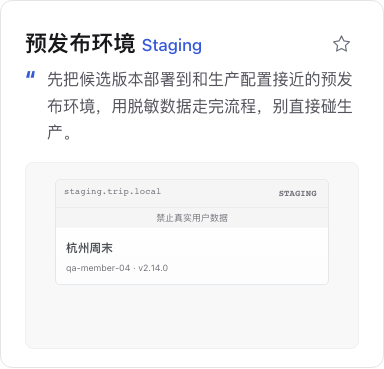 预发布环境 Staging
“ 先把候选版本部署到和生产配置接近的预发
布环境，用脱敏数据走完流程，别直接碰生
产。
staging.trip.local STAGING
禁止真实用户数据
杭州周末
qa-member-04 · v2.14.0